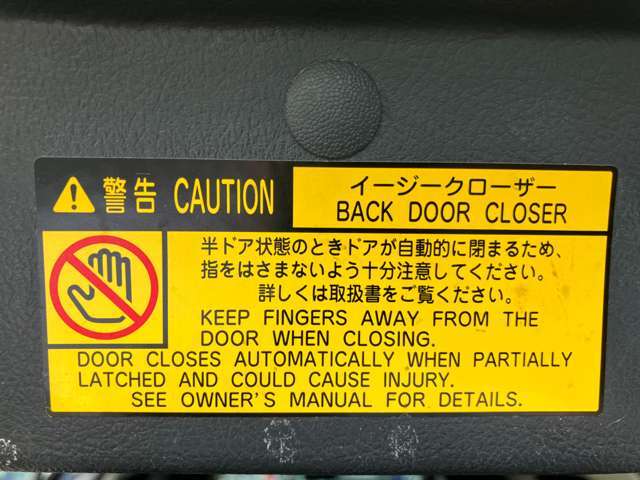 警告 CAUTION
イージークローザー
BACK DOOR CLOSER
半ドア状態のときドアが自動的に閉まるため、
指をはさまないよう十分注意してください。
詳しくは取扱書をご覧ください。
KEEP FINGERS AWAY FROM THE
DOOR WHEN CLOSING.
DOOR CLOSES AUTOMATICALLY WHEN PARTIALLY
LATCHED AND COULD CAUSE INJURY.
SEE OWNER'S MANUAL FOR DETAILS.